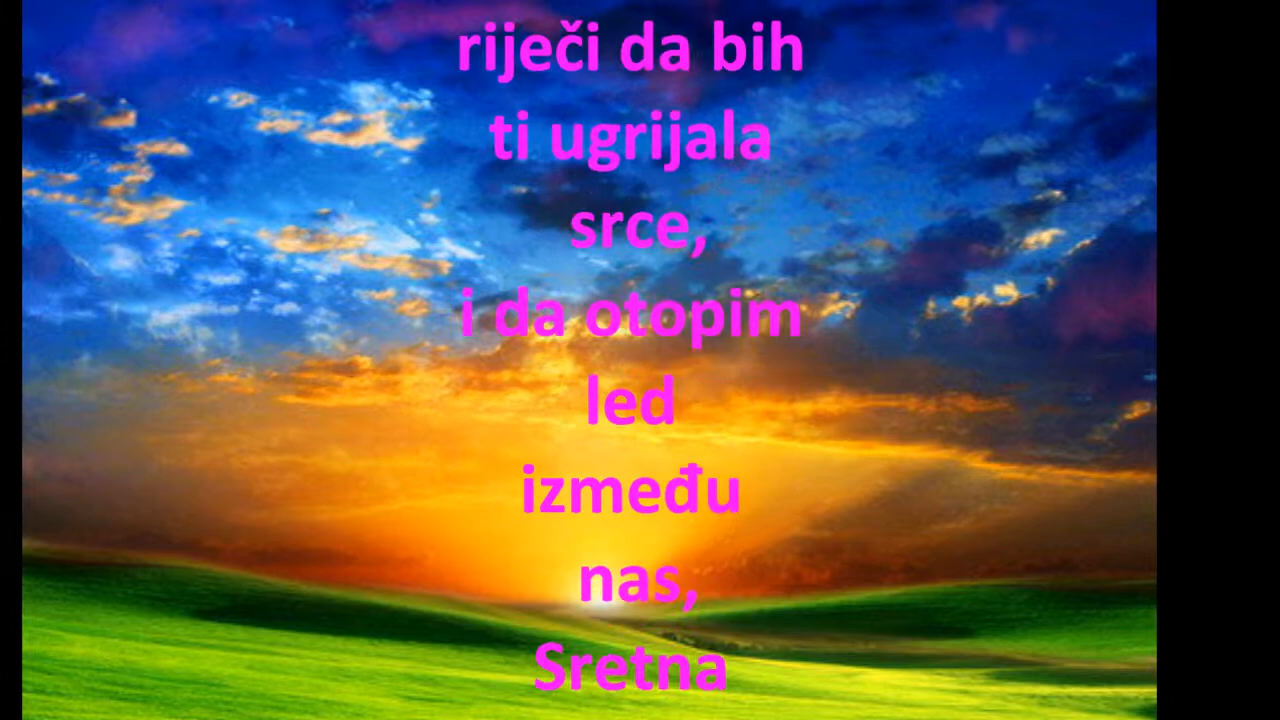 riječi da bih
ti ugrijala
srce,
i da otopim
led
između
nas,
Sretna